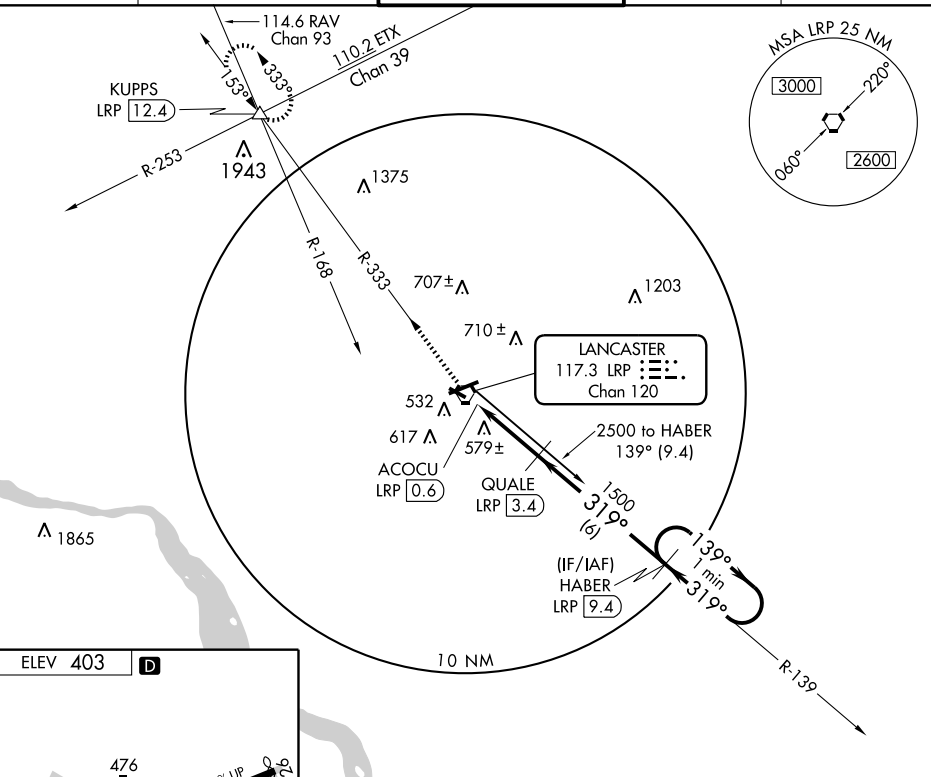 114.6 RAV
Chan 93
110.2 ETX
Chan 39
MSA LRP 25 NM
3000
220°
060°
2600
KUPPS
LRP 12.4
153°
333°
R-253
1943
1375
R-168
R-333
707±
1203
710±
LANCASTER
117.3 LRP
Chan 120
532
617
579±
2500 to HABER
139° (9.4)
ACOCU
LRP 0.6
QUALE
LRP 3.4
1500
319°
(6)
1865
(IF/IAF)
HABER
LRP 9.4
139°
1 min
319°
10 NM
R-139
ELEV 403
D
476
% UP
26